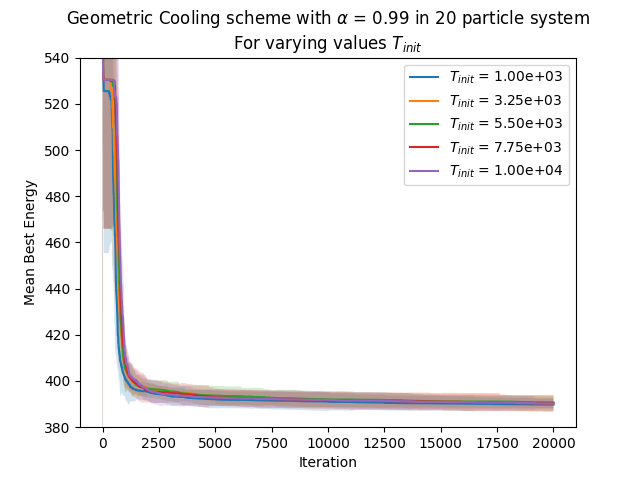 Geometric Cooling scheme with α = 0.99 in 20 particle system
For varying values T_init
540
520
500
480
460
440
420
400
380
Mean Best Energy
T_init = 1.00e+03
T_init = 3.25e+03
T_init = 5.50e+03
T_init = 7.75e+03
T_init = 1.00e+04
0 2500 5000 7500 10000 12500 15000 17500 20000
Iteration